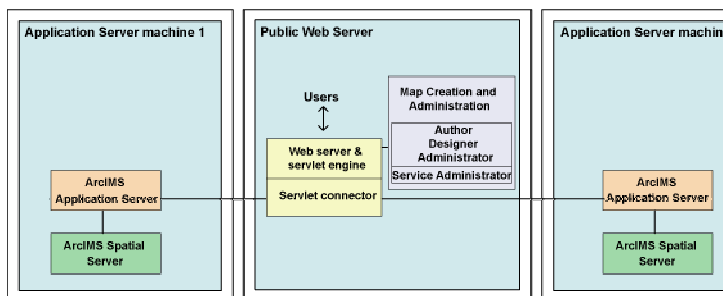 Application Server machine 1
ArcIMS
Application Server
ArcIMS Spatial
Server
Public Web Server
Users
Web server &
servlet engine
Servlet connector
Map Creation and
Administration
Author
Designer
Administrator
Service Administrator
Application Server machin
ArcIMS
Application Server
ArcIMS Spatial
Server